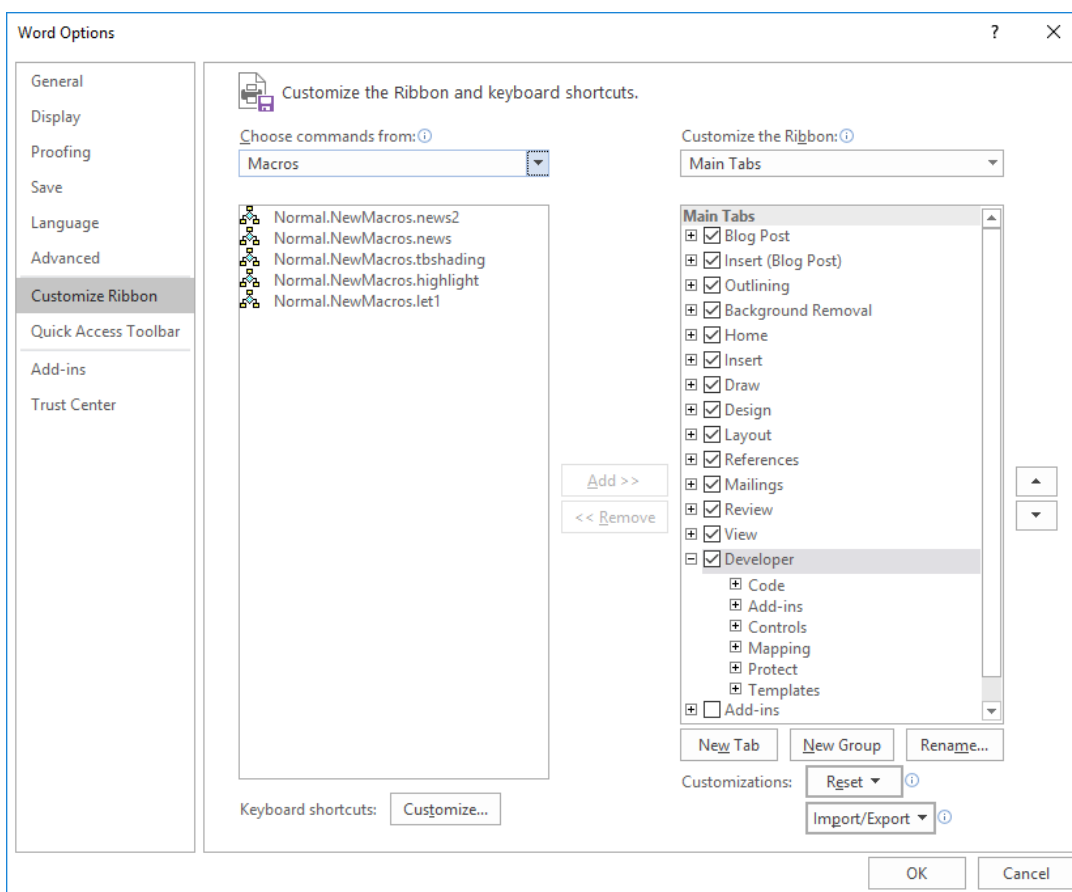 Word Options
?
General
Display
Proofing
Save
Language
Advanced
Customize Ribbon
Quick Access Toolbar
Add-ins
Trust Center
Customize the Ribbon and keyboard shortcuts.
Choose commands from:
Macros
Normal.NewMacros.news2
Normal.NewMacros.news
Normal.NewMacros.tbshading
Normal.NewMacros.highlight
Normal.NewMacros.let1
Keyboard shortcuts: Customize...
Add >>
<< Remove
Customize the Ribbon:
Main Tabs
Main Tabs
Blog Post
Insert (Blog Post)
Outlining
Background Removal
Home
Insert
Draw
Design
Layout
References
Mailings
Review
View
Developer
Code
Add-ins
Controls
Mapping
Protect
Templates
Add-ins
New Tab New Group Rename...
Customizations: Reset
Import/Export
OK Cancel